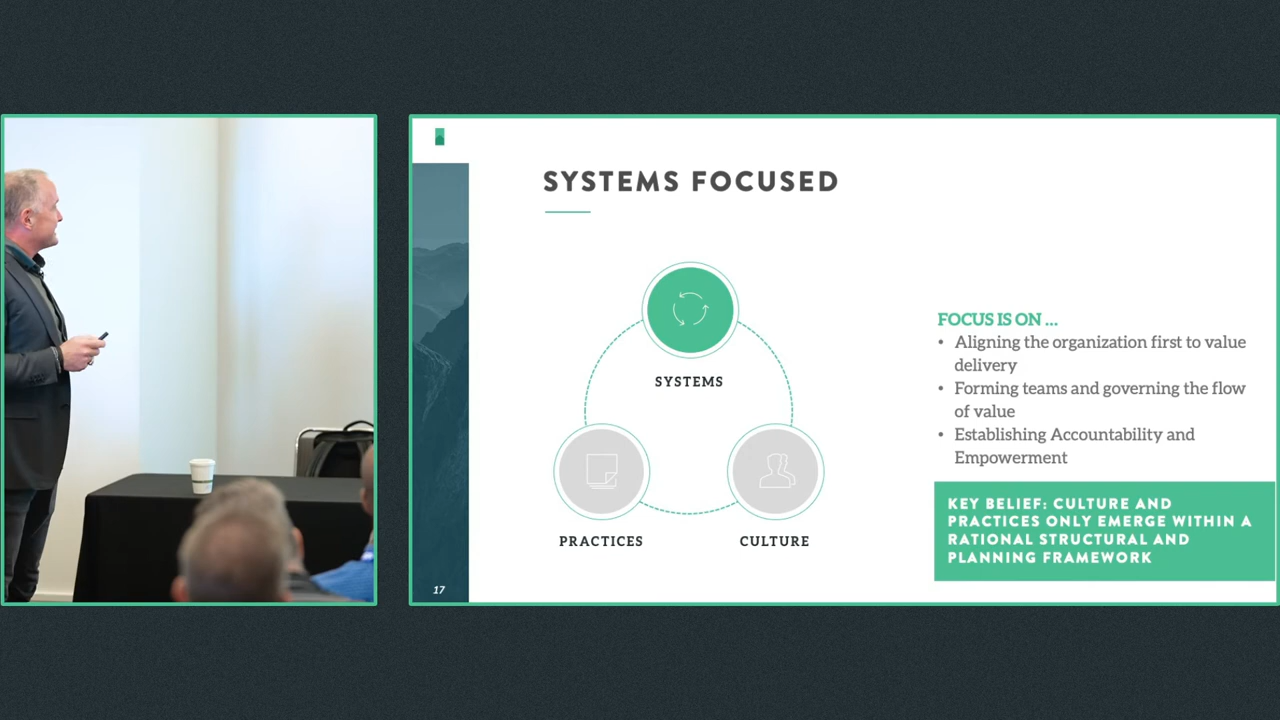 SYSTEMS FOCUSED
SYSTEMS
PRACTICES
CULTURE
FOCUS IS ON ...
• Aligning the organization first to value
delivery
• Forming teams and governing the flow
of value
• Establishing Accountability and
Empowerment
KEY BELIEF: CULTURE AND
PRACTICES ONLY EMERGE WITHIN A
RATIONAL STRUCTURAL AND
PLANNING FRAMEWORK
17